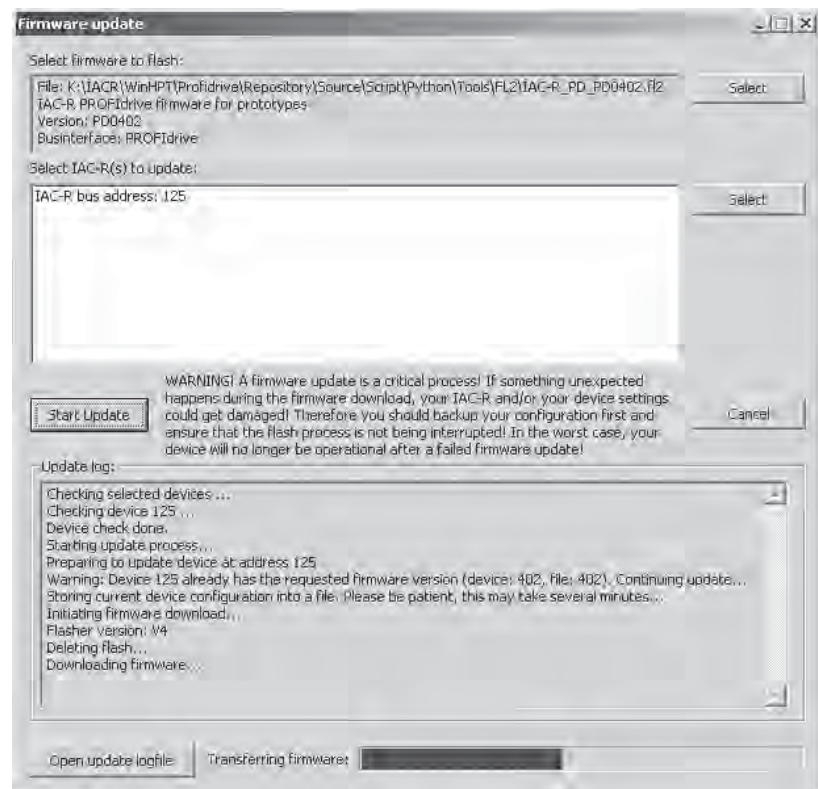 Firmware update
Select firmware to flash:
File: K:\IACR\WinHPT\Profidrive\Repository\Source\Script\Python\Tools\FL2\IAC-R_PD_PD0402.fl2
IAC-R PROFIdrive firmware for prototypes
Version: PD0402
Businterface: PROFIdrive
Select
Select IAC-R(s) to update:
IAC-R bus address: 125
Select
WARNING! A firmware update is a critical process! If something unexpected
happens during the firmware download, your IAC-R and/or your device settings
could get damaged! Therefore you should backup your configuration first and
ensure that the flash process is not being interrupted! In the worst case, your
device will no longer be operational after a failed firmware update!
Start Update
Cancel
Update log:
Checking selected devices ...
Checking device 125 ...
Device check done.
Starting update process...
Preparing to update device at address 125
Warning: Device 125 already has the requested firmware version (device: 402, file: 402). Continuing update...
Storing current device configuration into a file. Please be patient, this may take several minutes...
Initiating firmware download...
Flasher version: V4
Deleting flash...
Downloading firmware...
Open update logfile
Transferring firmware: